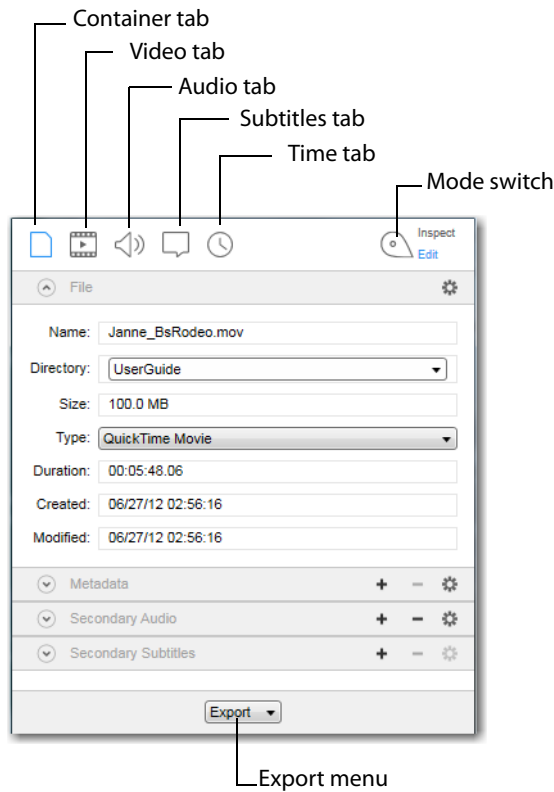 Container tab
Video tab
Audio tab
Subtitles tab
Time tab
Mode switch
Inspect
Edit
File
Name: Janne_BsRodeo.mov
Directory: UserGuide
Size: 100.0 MB
Type: QuickTime Movie
Duration: 00:05:48.06
Created: 06/27/12 02:56:16
Modified: 06/27/12 02:56:16
Metadata
Secondary Audio
Secondary Subtitles
Export
Export menu